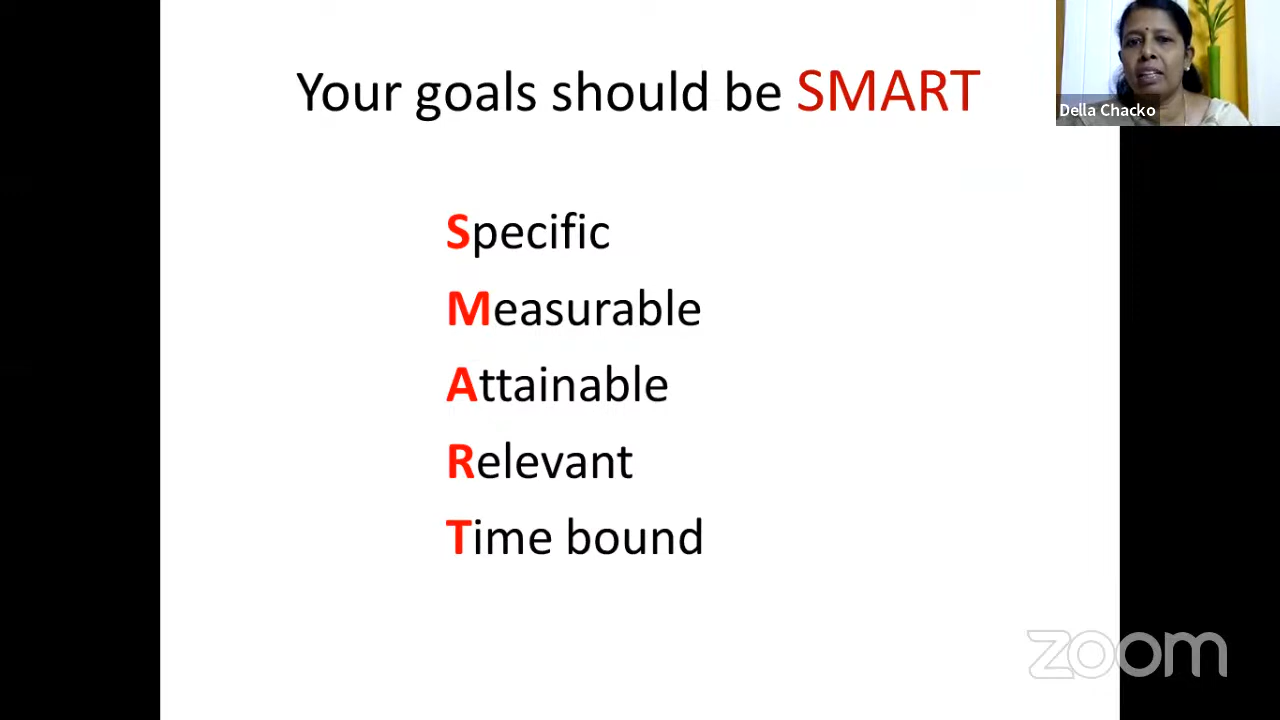 Your goals should be SMART
Della Chacko
Specific
Measurable
Attainable
Relevant
Time bound
zoom